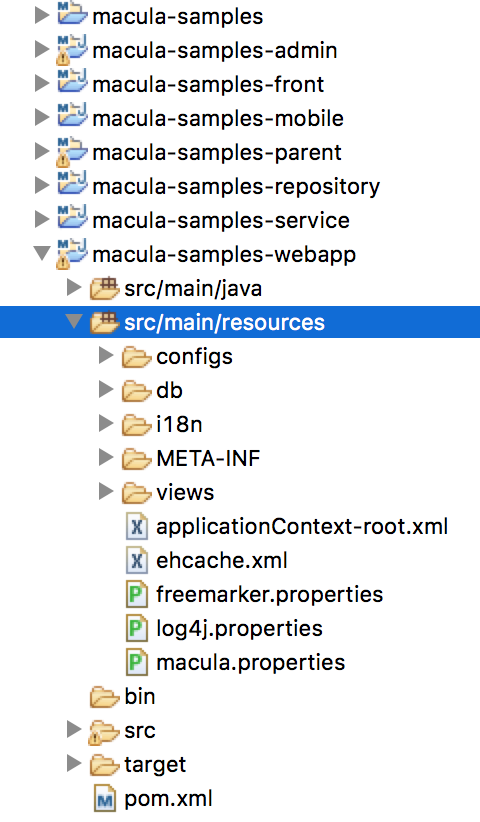 macula-samples
macula-samples-admin
macula-samples-front
macula-samples-mobile
macula-samples-parent
macula-samples-repository
macula-samples-service
macula-samples-webapp
src/main/java
src/main/resources
configs
db
i18n
META-INF
views
applicationContext-root.xml
ehcache.xml
freemarker.properties
log4j.properties
macula.properties
bin
src
target
pom.xml